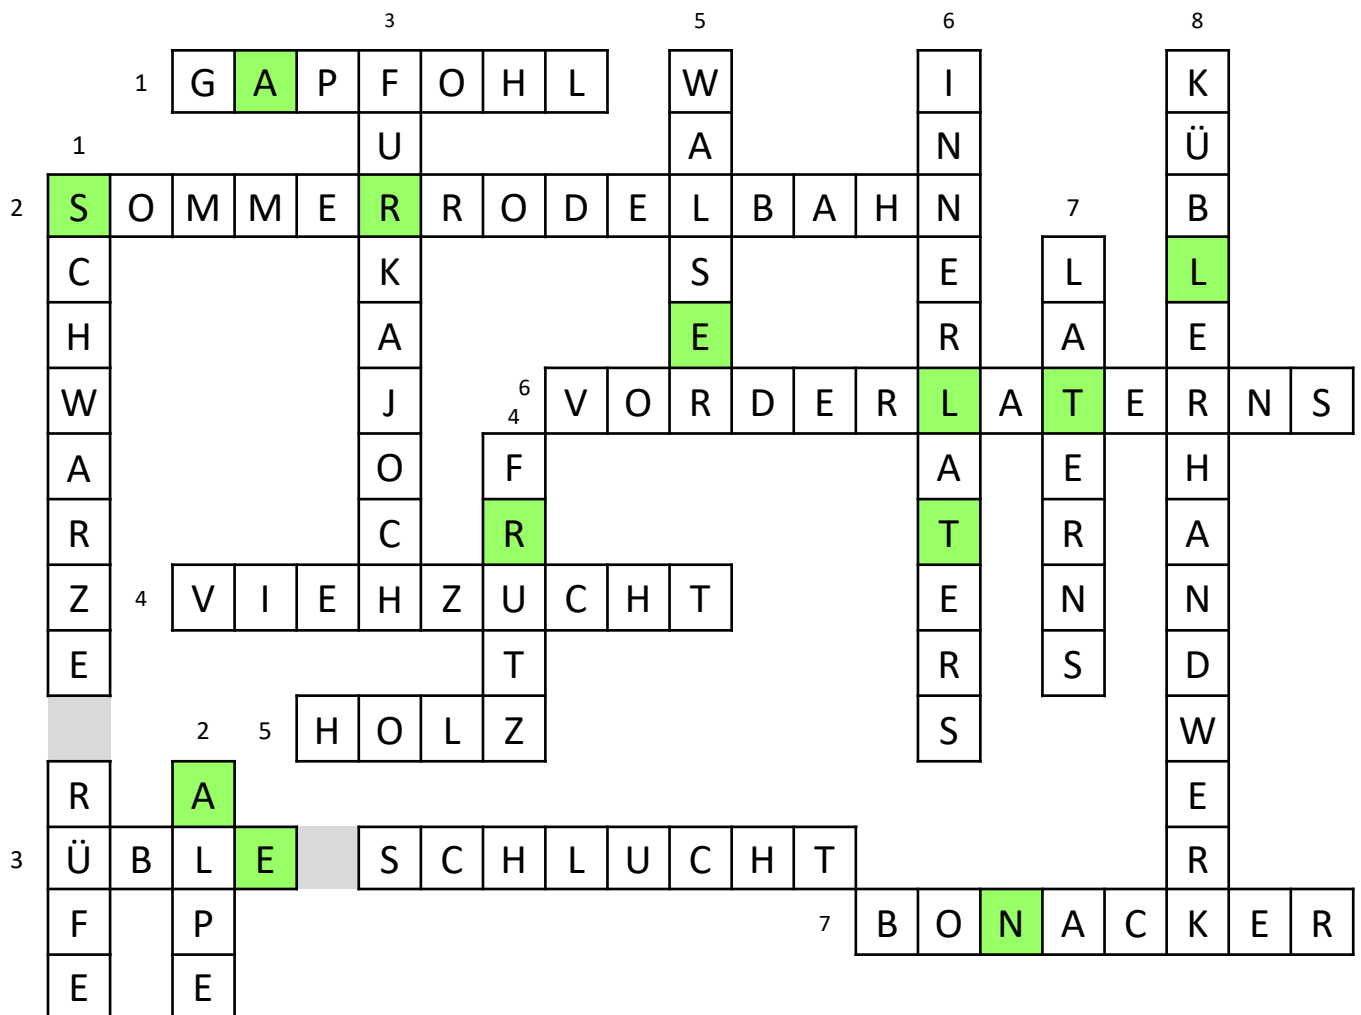 3 5 6 8
1 GAPFOHL W I K
1 U A N Ü
2 SOMMERRODELBAHN 7 B
C K S E L L
H A E R A E
W J 6 4 VORDERLATERNS
A O F A E H
R C R T R A
Z 4 VIEHZUCHT E N N
E T R S D
2 5 HOLZ S W
R A E
3 ÜBLE SCHLUCHT R
F P 7 BONACKER
E E